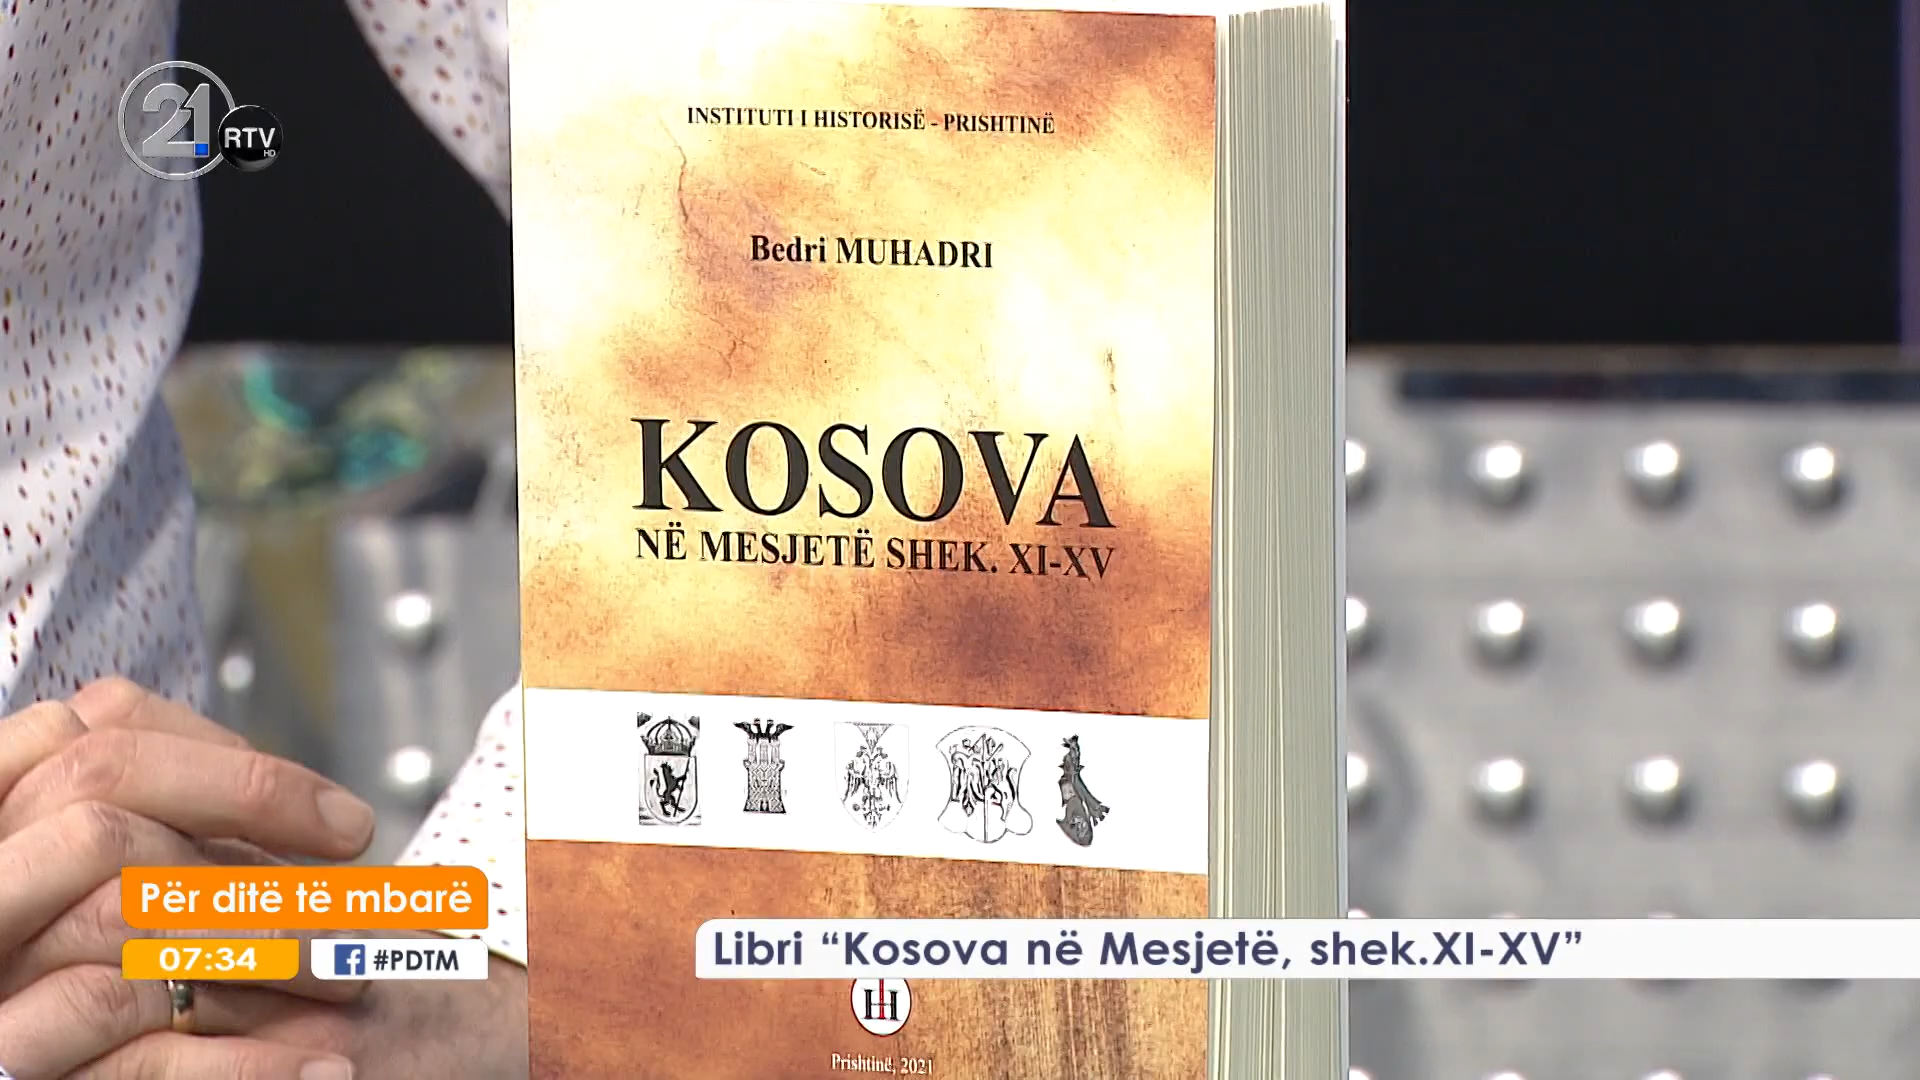 21
RTV
HD
INSTITUTI I HISTORISË - PRISHTINË
Bedri MUHADRI
KOSOVA
NË MESJETË SHEK. XI-XV
Për ditë të mbarë
07:34
#PDTM
Libri “Kosova në Mesjetë, shek.XI-XV”
Prishtinë, 2021